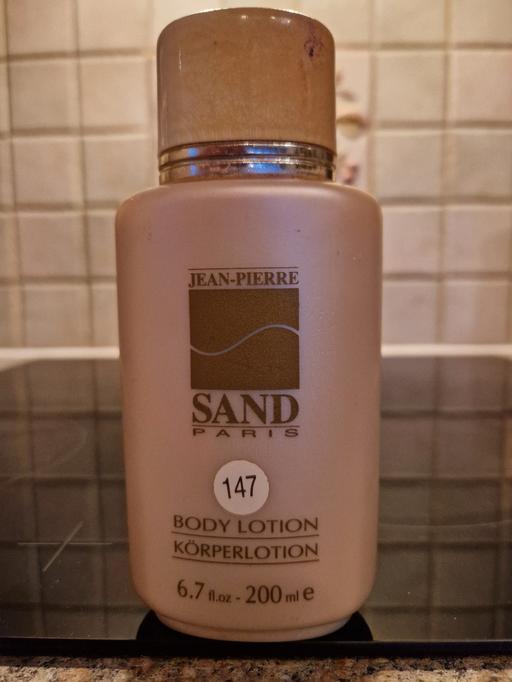 JEAN-PIERRE
SAND
PARIS
147
BODY LOTION
KÖRPERLOTION
6.7 fl.oz - 200 ml e